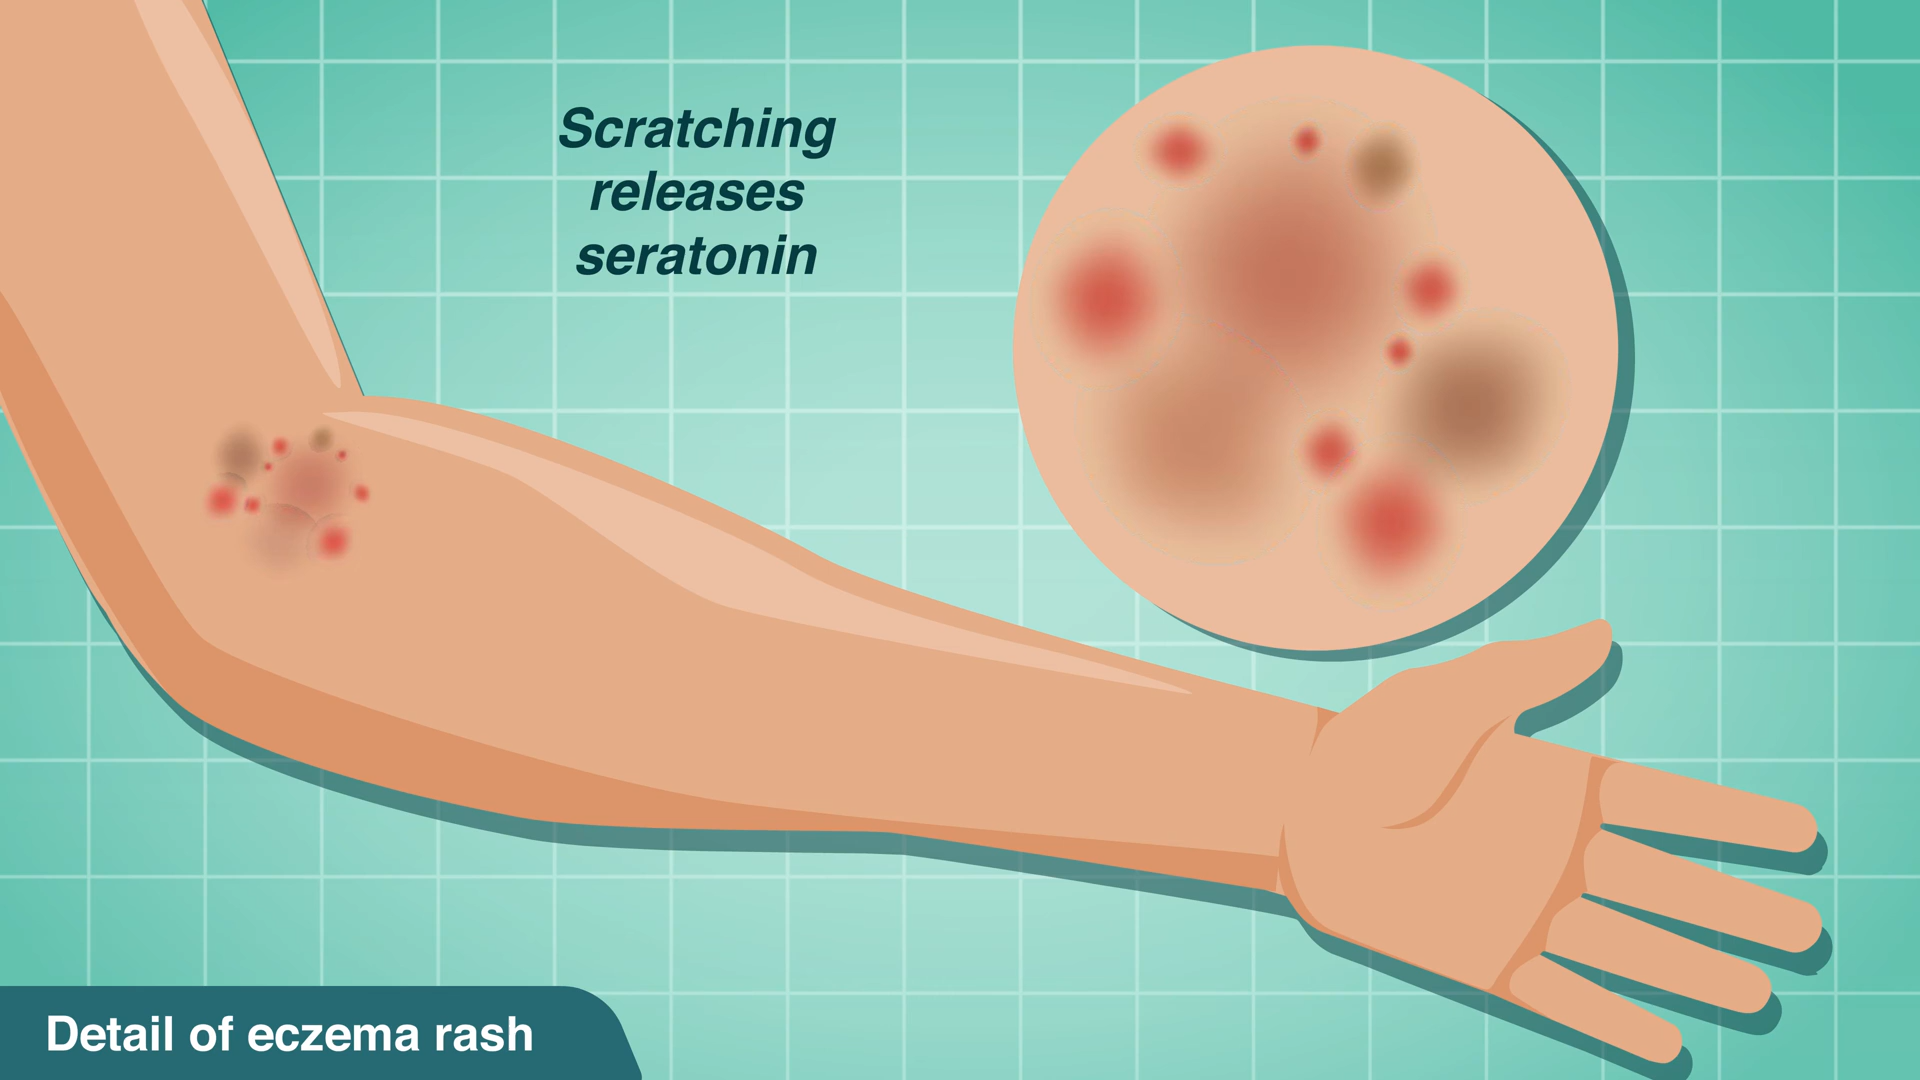 Scratching
releases
seratonin
Detail of eczema rash